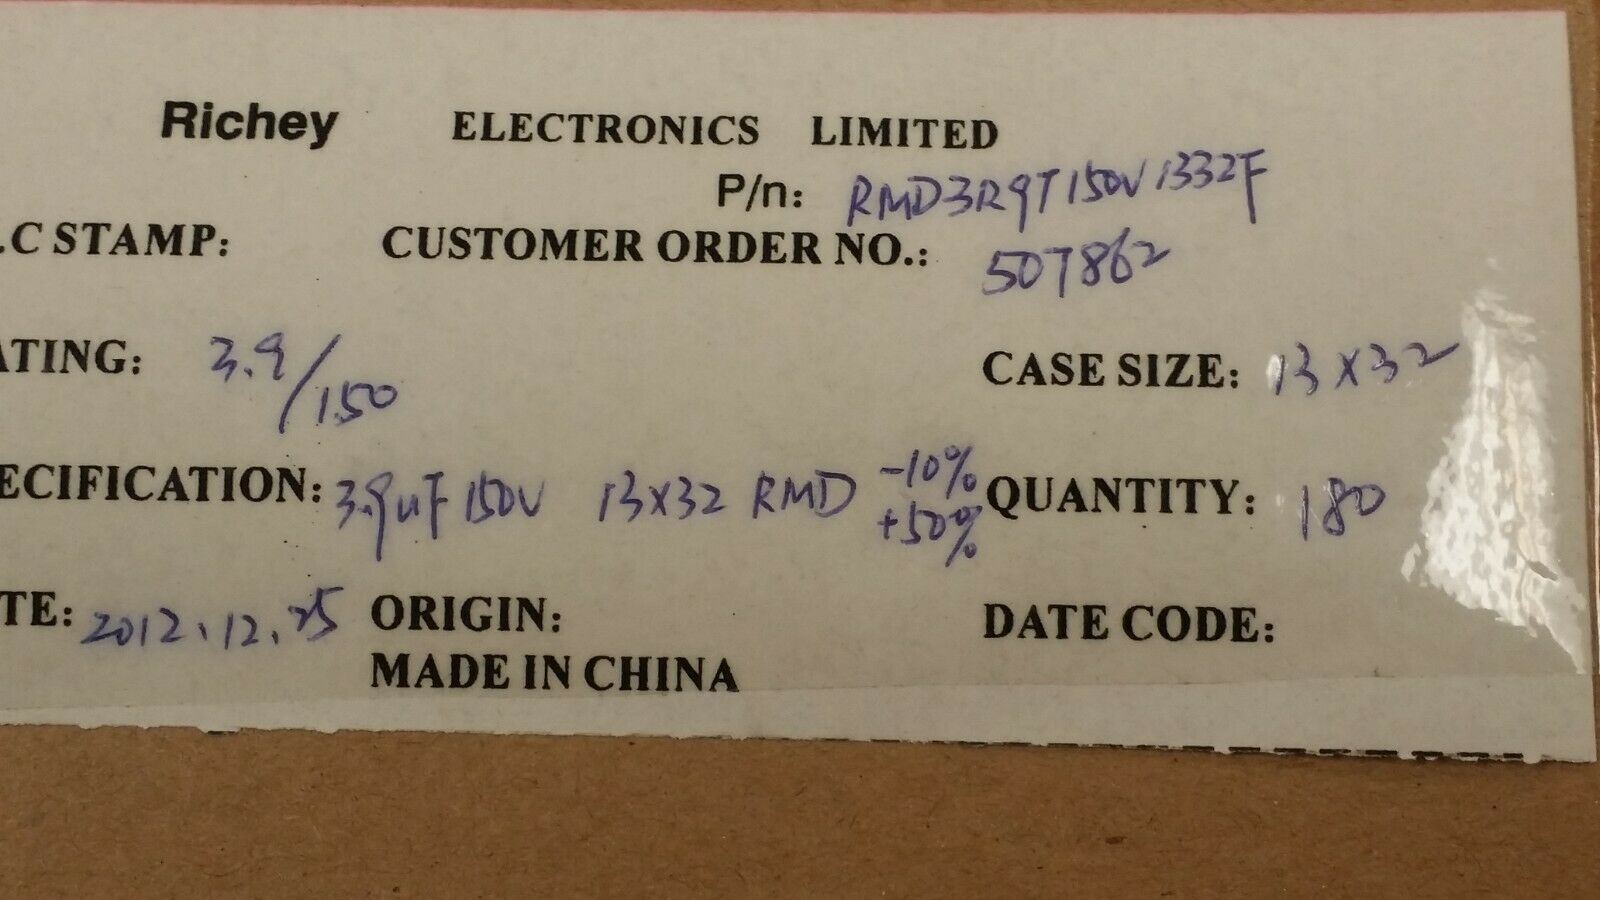 Richey ELECTRONICS LIMITED
P/n: RMD3R9T150V1332F
.C STAMP: CUSTOMER ORDER NO.: 507862
ATING: 3.9/150 CASE SIZE: 13x32
ECIFICATION: 3.9uF 150V 13x32 RMD -10% +50% QUANTITY: 180
TE: 2012.12.25 ORIGIN: DATE CODE:
MADE IN CHINA